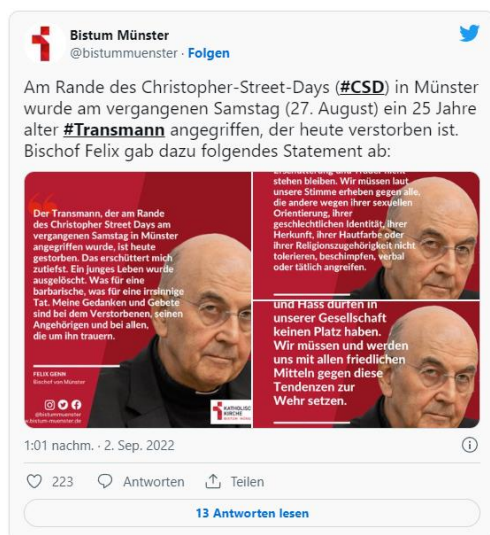 Bistum Münster
@bistummuenster · Folgen
Am Rande des Christopher-Street-Days (#CSD) in Münster
wurde am vergangenen Samstag (27. August) ein 25 Jahre
alter #Transmann angegriffen, der heute verstorben ist.
Bischof Felix gab dazu folgendes Statement ab:
Der Transmann, der am Rande
des Christopher Street Days am
vergangenen Samstag in Münster
angegriffen wurde, ist heute
gestorben. Das erschüttert mich
zutiefst. Ein junges Leben wurde
ausgelöscht. Was für eine
barbarische, was für eine irrsinnige
Tat. Meine Gedanken und Gebete
sind bei dem Verstorbenen, seinen
Angehörigen und bei allen,
die um ihn trauern.
FELIX GENN
Bischof von Münster
@bistummuenster
www.bistum-muenster.de
KATHOLISCHE
KIRCHE
stehen bleiben. Wir müssen laut
unsere Stimme erheben gegen alle,
die andere wegen ihrer sexuellen
Orientierung, ihrer
geschlechtlichen Identität, ihrer
Herkunft, ihrer Hautfarbe oder
ihrer Religionszugehörigkeit nicht
tolerieren, beschimpfen, verbal
oder tätlich angreifen.
und Hass dürfen in
unserer Gesellschaft
keinen Platz haben.
Wir müssen und werden
uns mit allen friedlichen
Mitteln gegen diese
Tendenzen zur
Wehr setzen.
1:01 nachm. · 2. Sep. 2022
223 Antworten Teilen
13 Antworten lesen